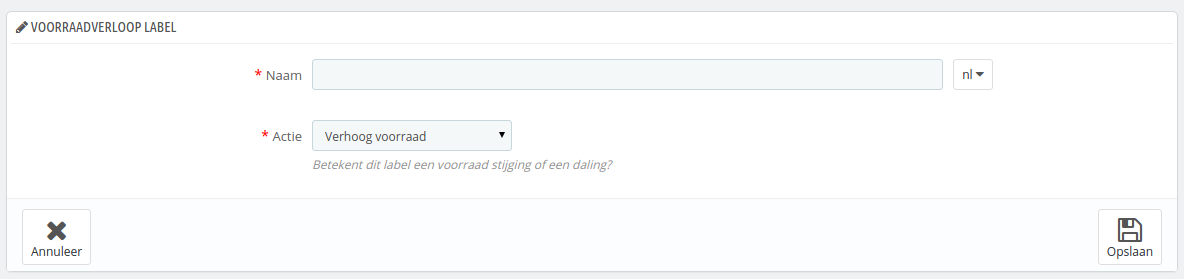 VOORRAADVERLOOP LABEL
* Naam
nl
* Actie Verhoog voorraad
Betekent dit label een voorraad stijging of een daling?
Annuleer Opslaan